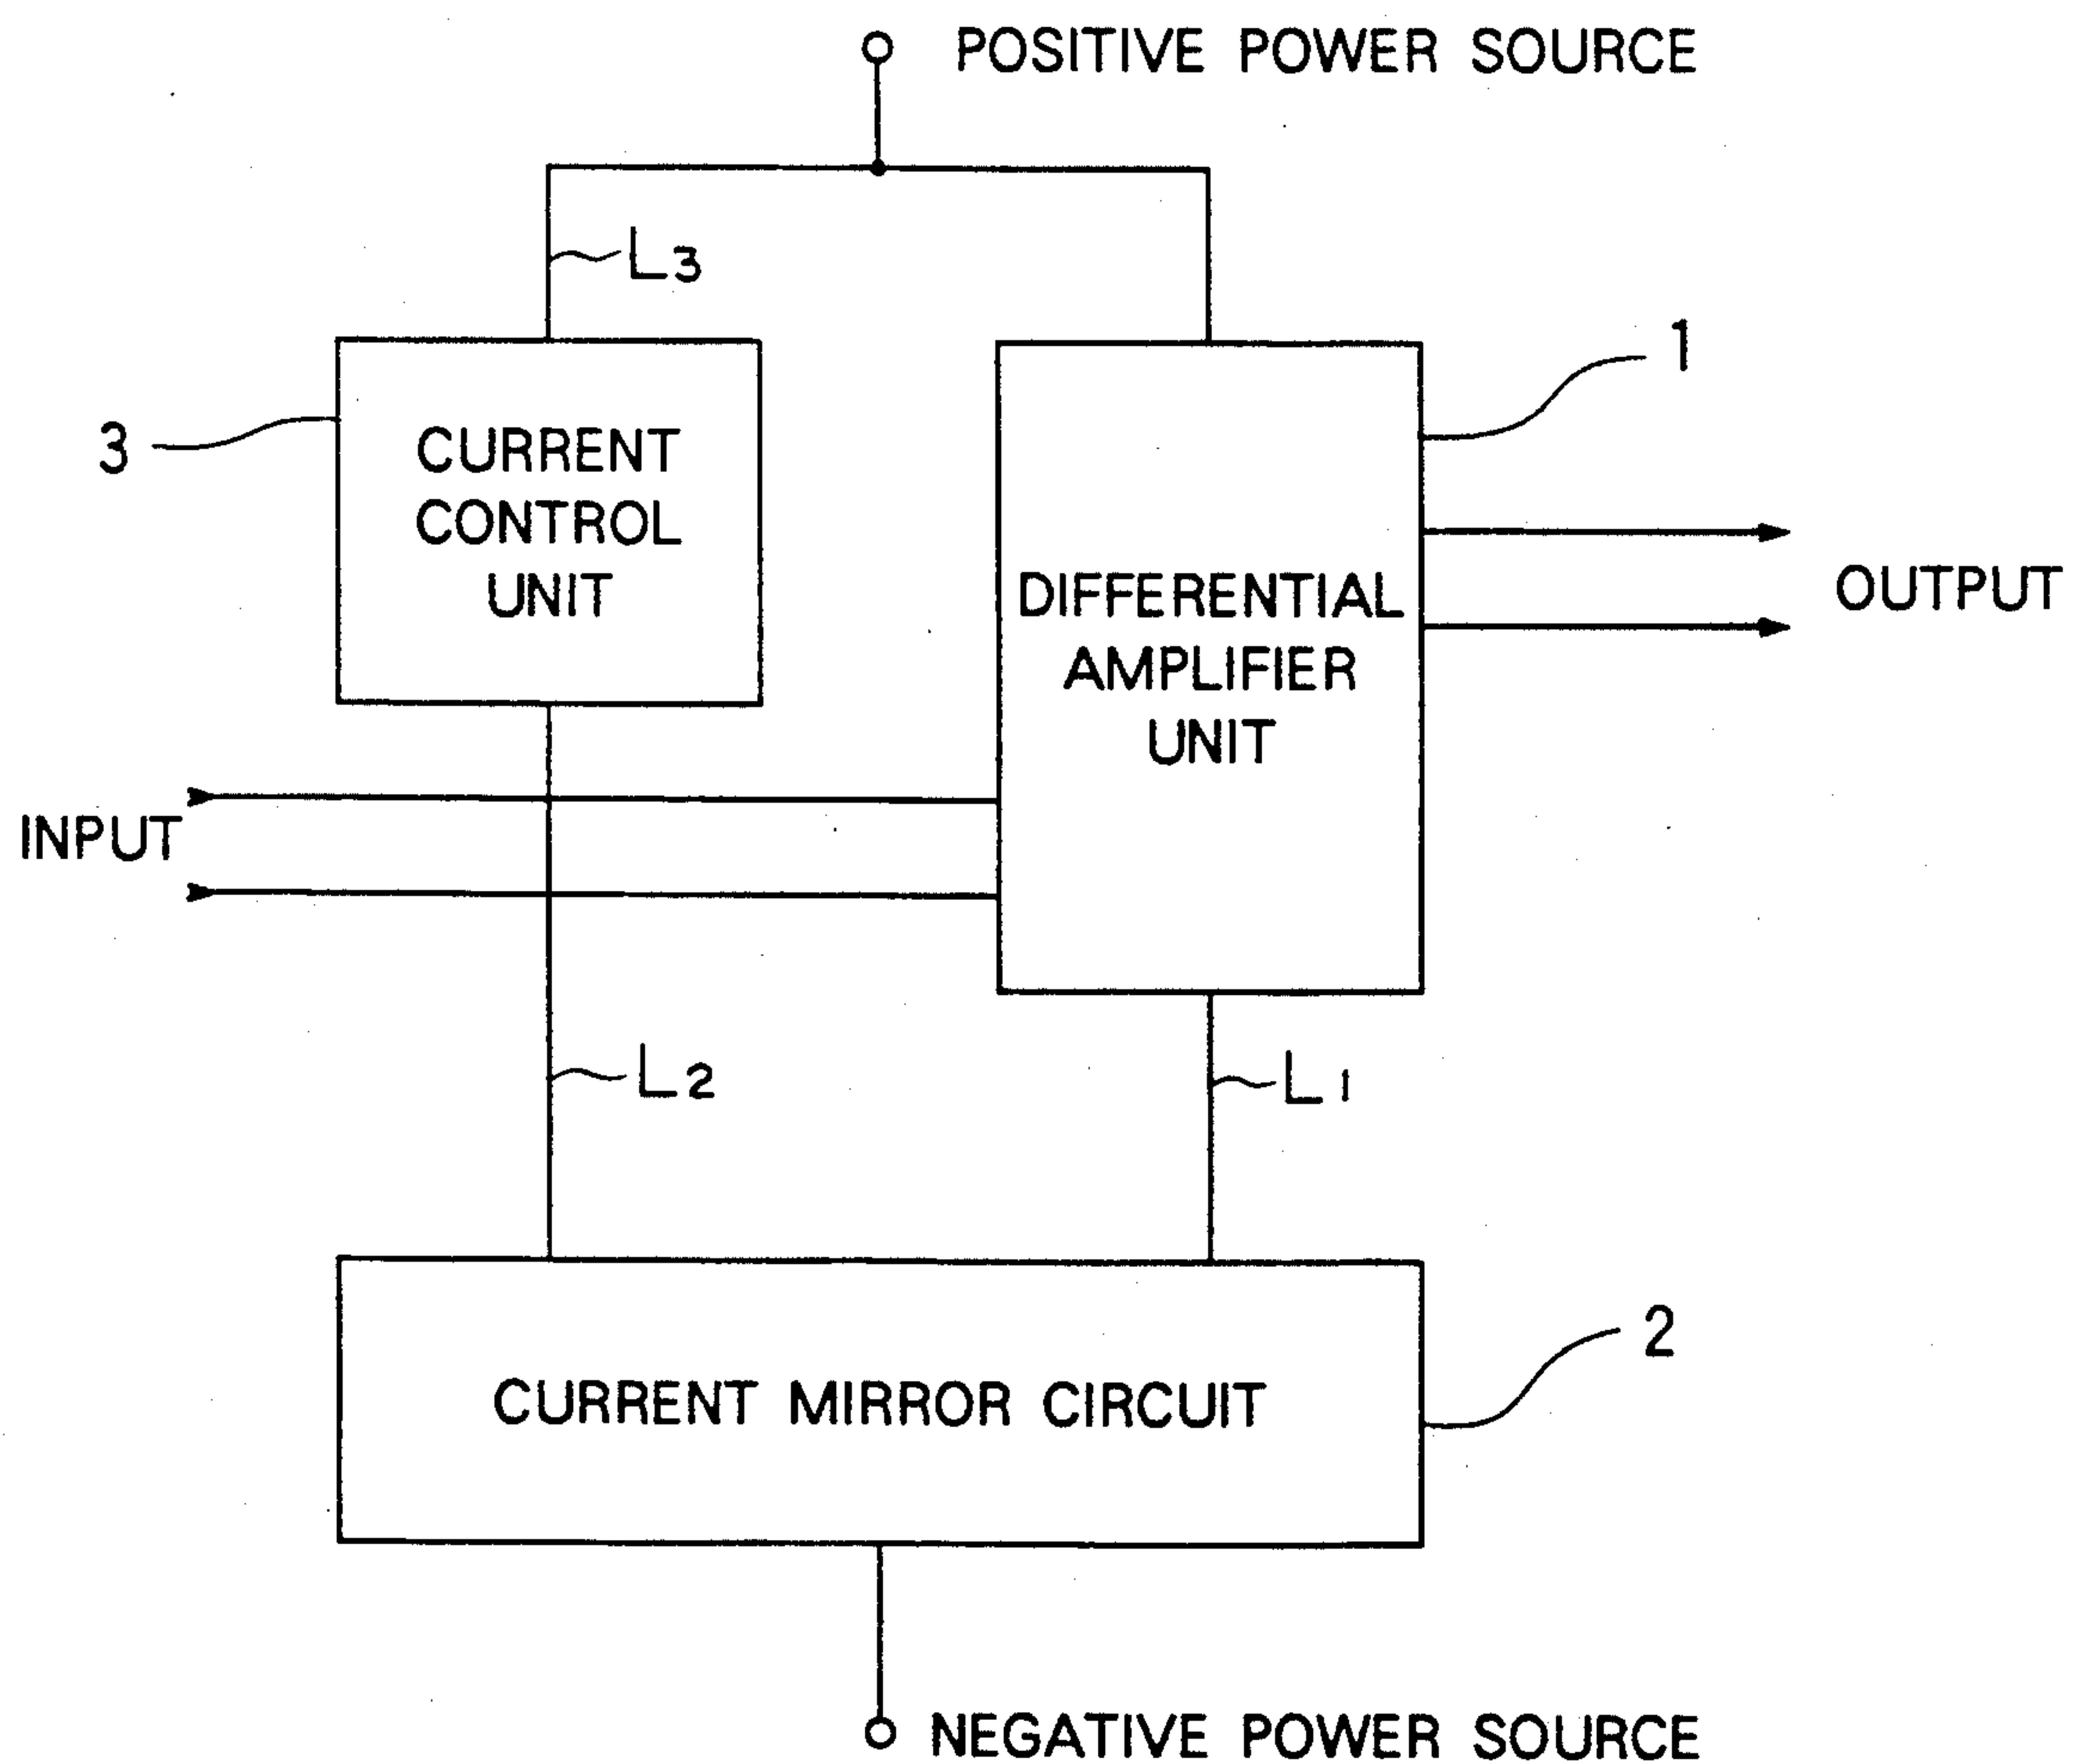 POSITIVE POWER SOURCE
L3
1
3
CURRENT
CONTROL
UNIT
DIFFERENTIAL
AMPLIFIER
UNIT
OUTPUT
INPUT
L2
L1
2
CURRENT MIRROR CIRCUIT
NEGATIVE POWER SOURCE